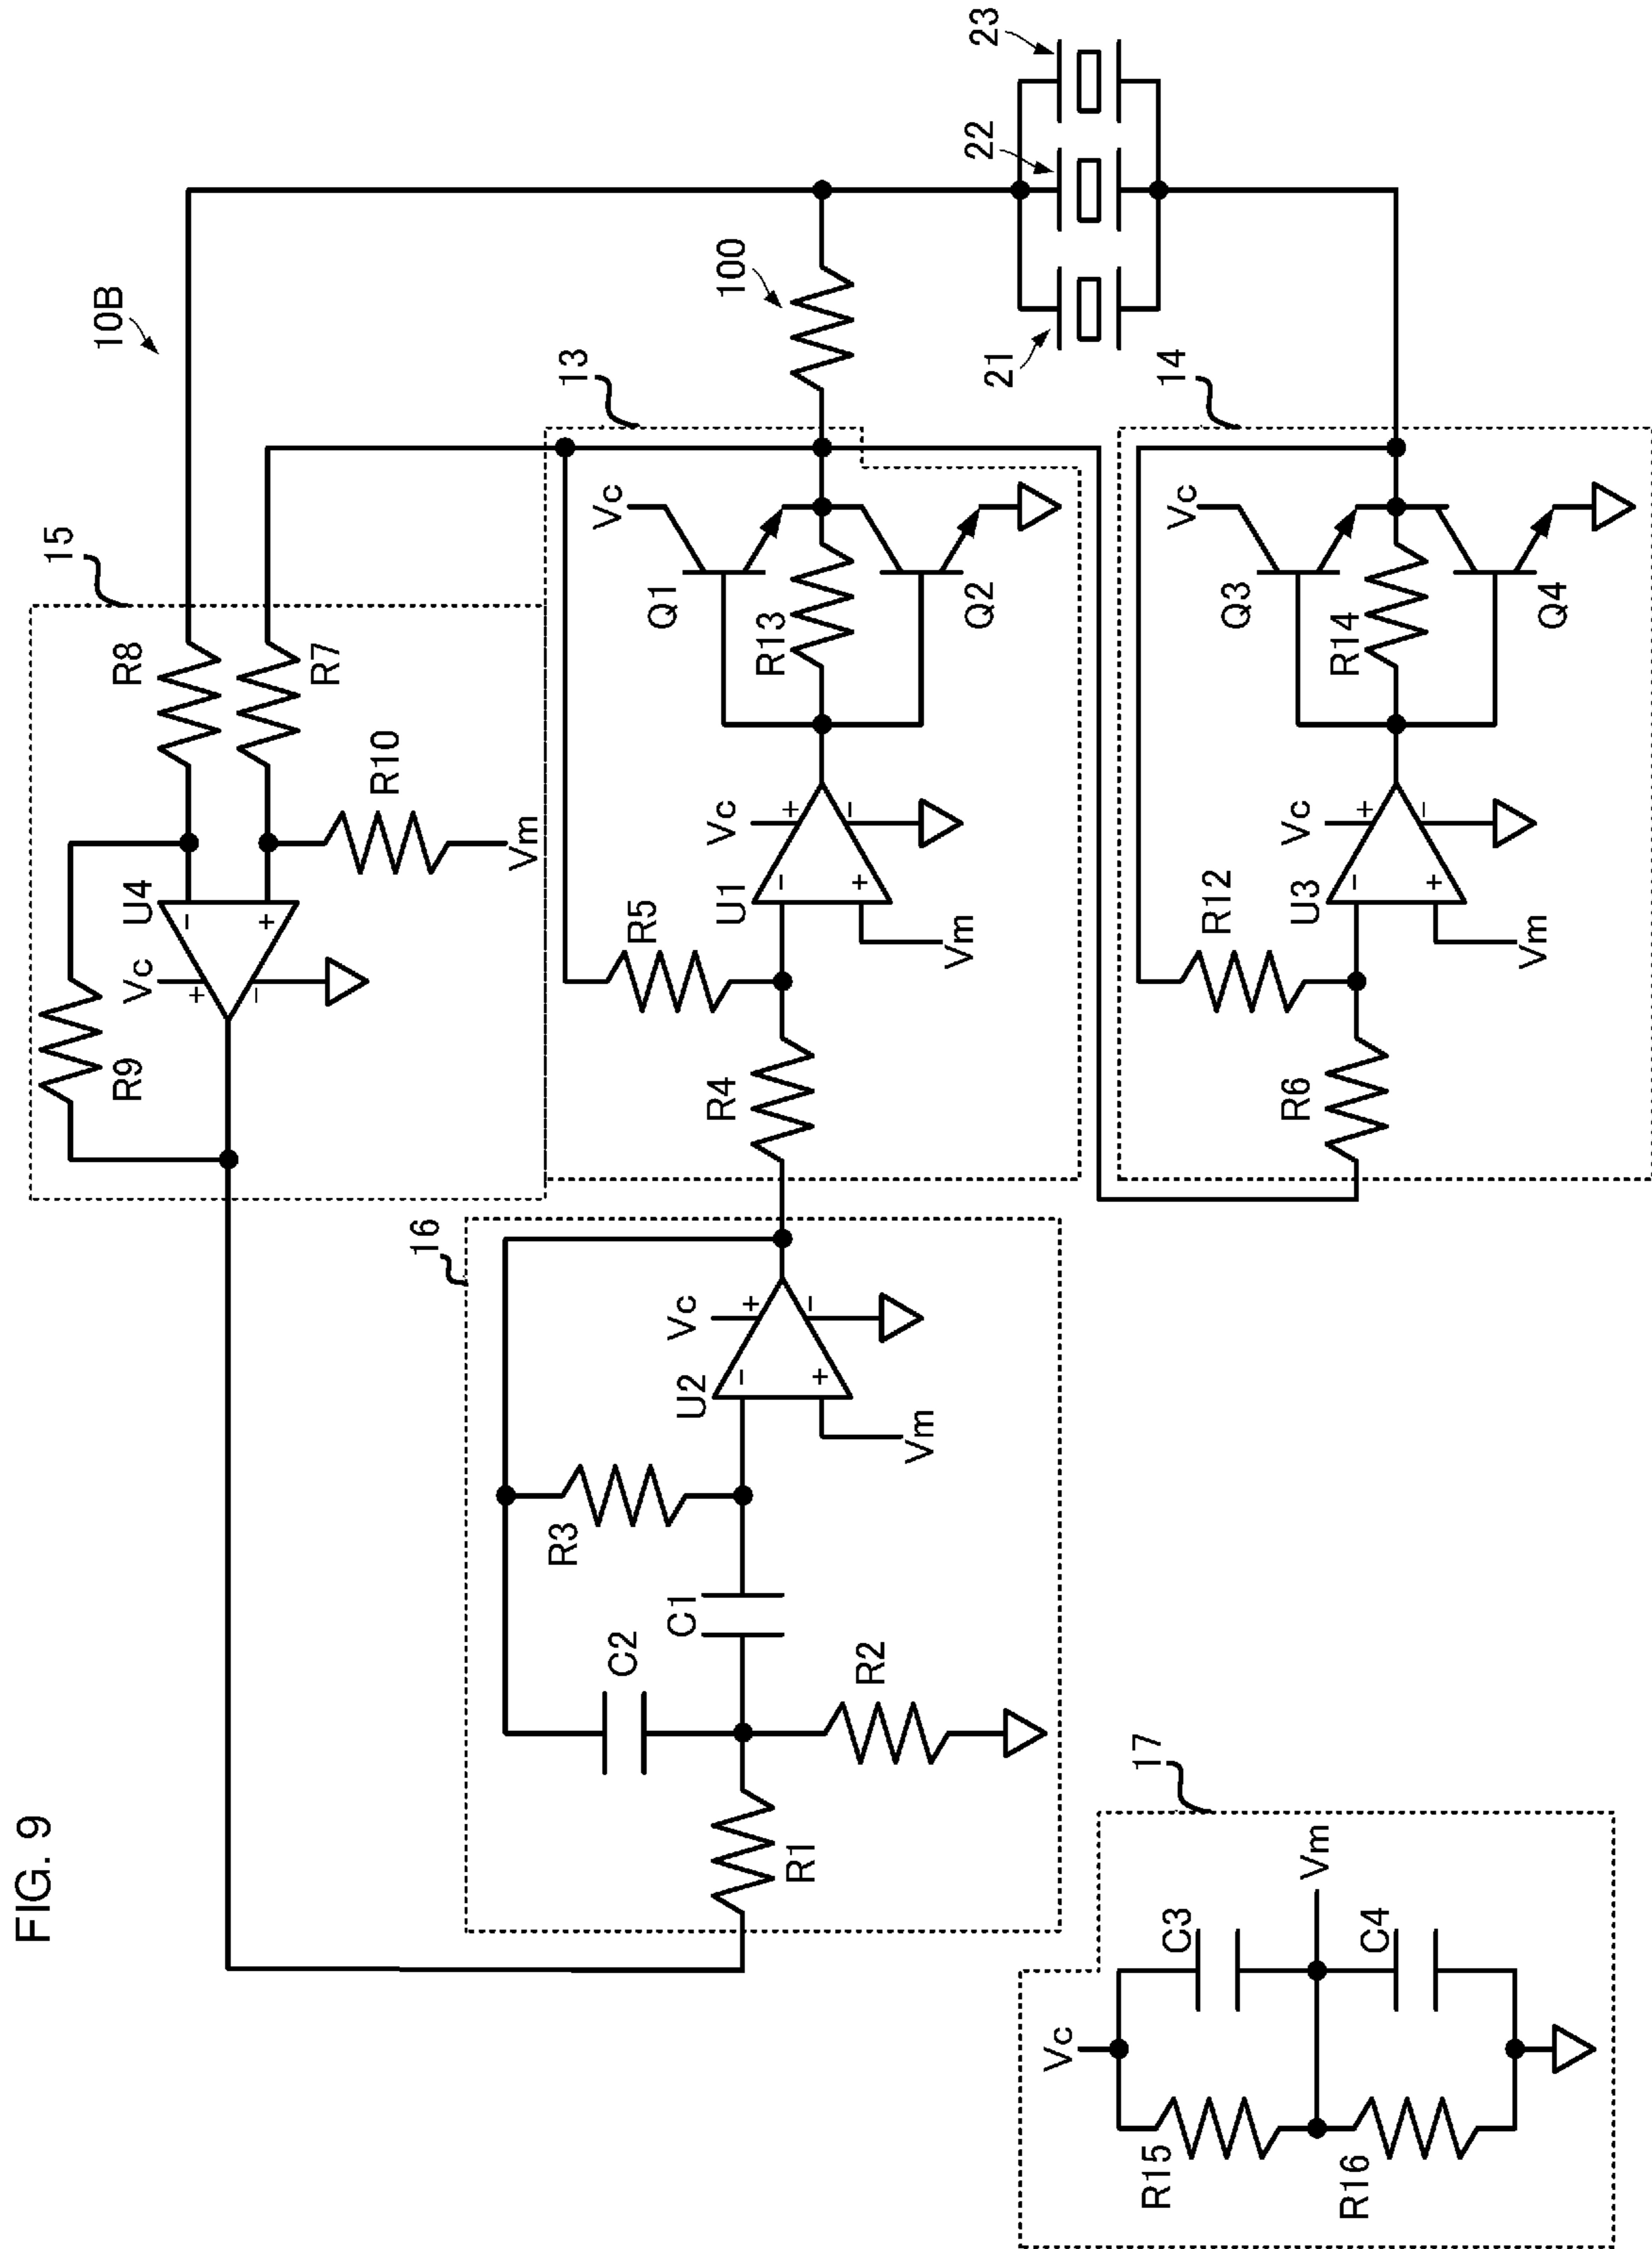 FIG. 9
10B
15
R8
R7
R9
U4
-
+
Vc
+
-
R10
Vm
13
100
23
22
21
Vc
Q1
R13
Q2
R5
R4
U1
-
+
Vc
+
-
Vm
14
Vc
Q3
R14
Q4
R12
R6
U3
-
+
Vc
+
-
Vm
16
Vc
+
-
U2
-
+
Vm
R3
C2
C1
R2
R1
17
Vc
C3
Vm
C4
R15
R16